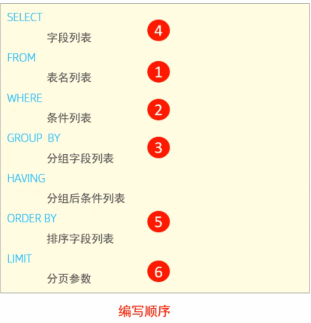 SELECT
字段列表 4
FROM
表名列表 1
WHERE
条件列表 2
GROUP BY
分组字段列表 3
HAVING
分组后条件列表
ORDER BY
排序字段列表 5
LIMIT
分页参数 6
编写顺序